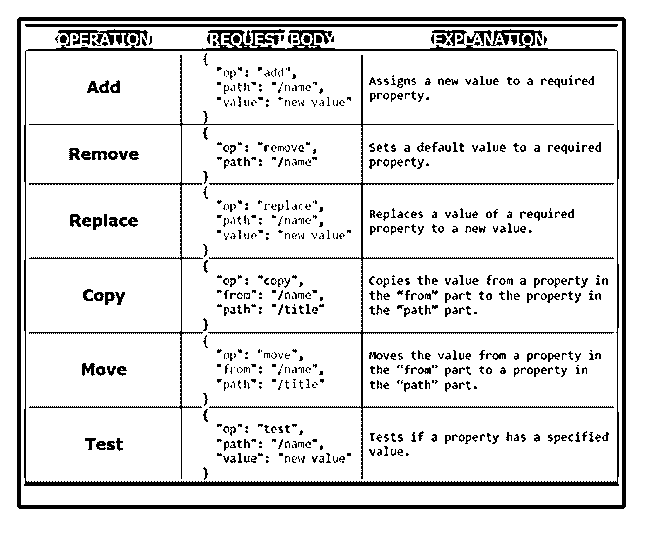 OPERATION REQUEST BODY EXPLANATION
Add
{
"op": "add",
"path": "/name",
"value": "new value"
}
Assigns a new value to a required
property.
Remove
{
"op": "remove",
"path": "/name"
}
Sets a default value to a required
property.
Replace
{
"op": "replace",
"path": "/name",
"value": "new value"
}
Replaces a value of a required
property to a new value.
Copy
{
"op": "copy",
"from": "/name",
"path": "/title"
}
Copies the value from a property in
the “from” part to the property in
the “path” part.
Move
{
"op": "move",
"from": "/name",
"path": "/title"
}
Moves the value from a property in
the “from” part to a property in
the “path” part.
Test
{
"op": "test",
"path": "/name",
"value": "new value"
}
Tests if a property has a specified
value.